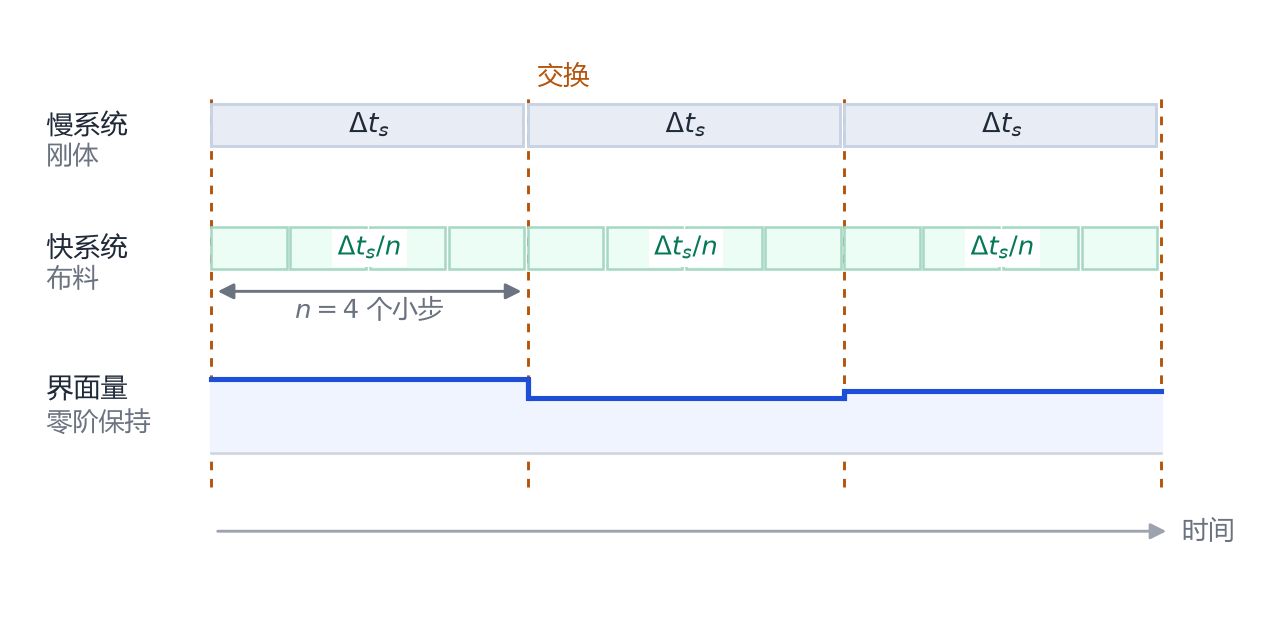 交换
慢系统
刚体
Δtₛ
Δtₛ
Δtₛ
快系统
布料
Δtₛ/n
Δtₛ/n
Δtₛ/n
n = 4 个小步
界面量
零阶保持
时间